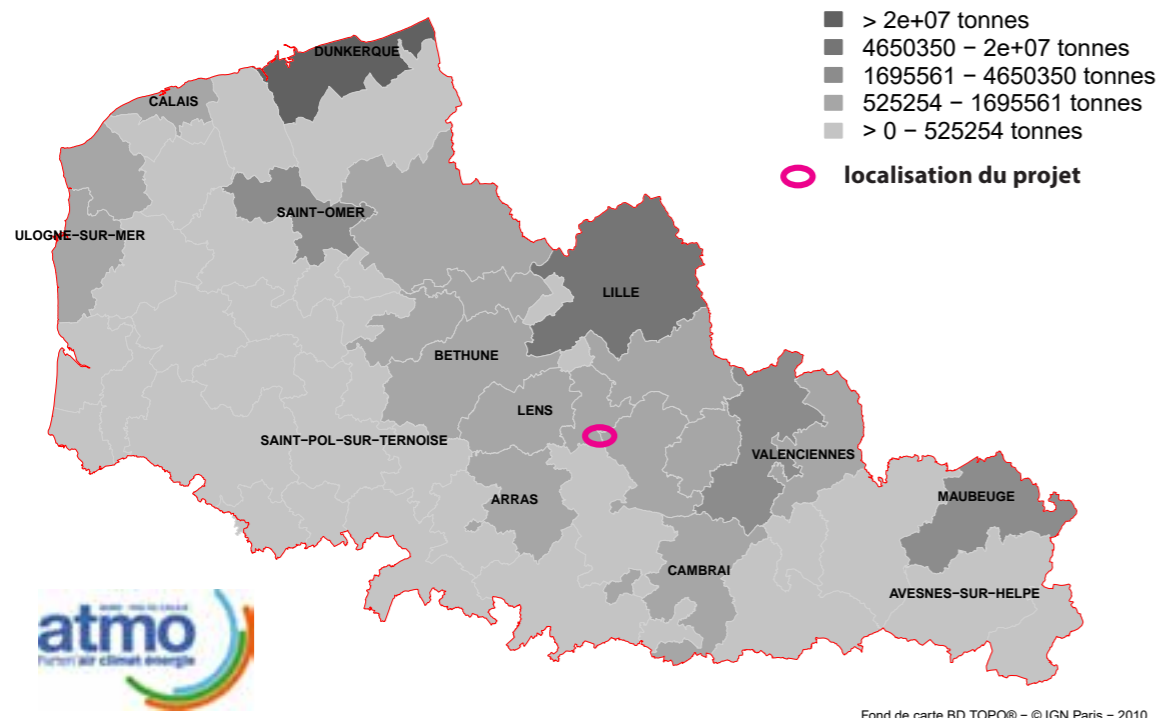 > 2e+07 tonnes
4650350 − 2e+07 tonnes
1695561 − 4650350 tonnes
525254 − 1695561 tonnes
> 0 − 525254 tonnes
localisation du projet
DUNKERQUE
CALAIS
SAINT−OMER
ULOGNE−SUR−MER
LILLE
BETHUNE
LENS
SAINT−POL−SUR−TERNOISE
VALENCIENNES
ARRAS
MAUBEUGE
CAMBRAI
AVESNES−SUR−HELPE
atmo
air climat énergie
Fond de carte BD TOPO® − © IGN Paris − 2010